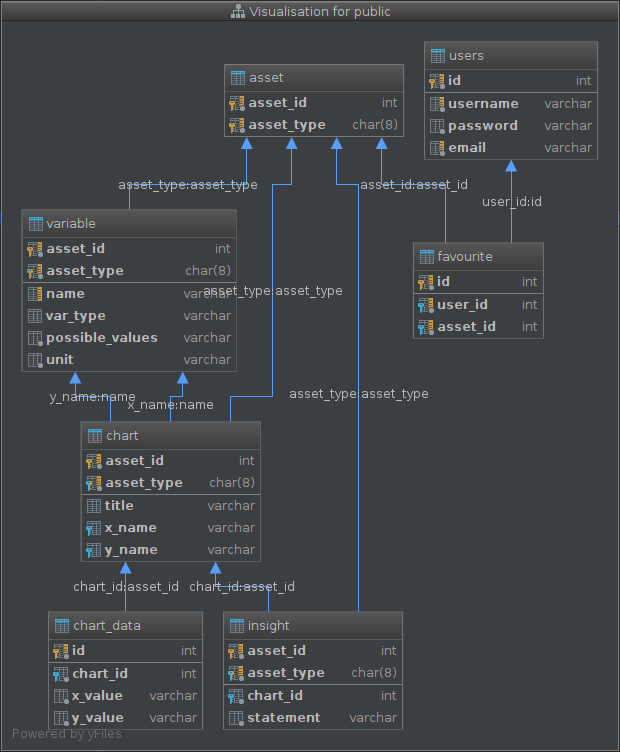 Visualisation for public
users
id int
username varchar
password varchar
email varchar
asset
asset_id int
asset_type char(8)
asset_type:asset_type
asset_id:asset_id
user_id:id
variable
asset_id int
asset_type char(8)
name varchar
var_type varchar
possible_values varchar
unit varchar
favourite
id int
user_id int
asset_id int
asset_type:asset_type
asset_type:asset_type
y_name:name
x_name:name
chart
asset_id int
asset_type char(8)
title varchar
x_name varchar
y_name varchar
chart_id:asset_id
chart_id:asset_id
chart_data
id int
chart_id int
x_value varchar
y_value varchar
insight
asset_id int
asset_type char(8)
chart_id int
statement varchar
Powered by yFiles